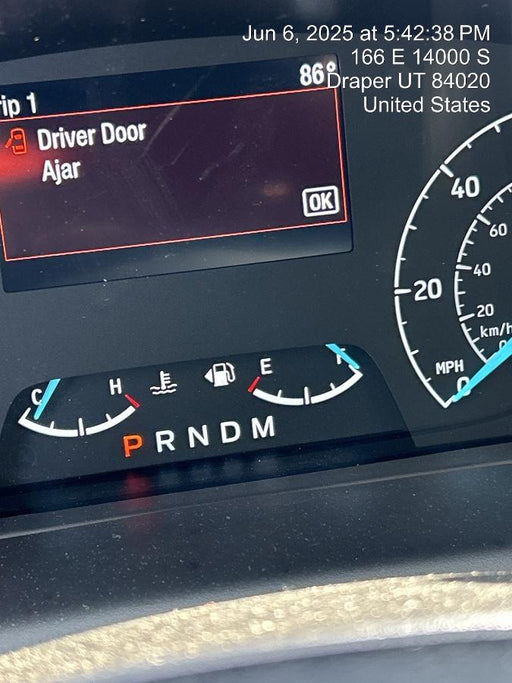 Jun 6, 2025 at 5:42:38 PM
166 E 14000 S
Draper UT 84020
United States
rip 1
86°
Driver Door
Ajar
OK
40
60
40
20
20
km/h
MPH
0
C
H
E
P R N D M